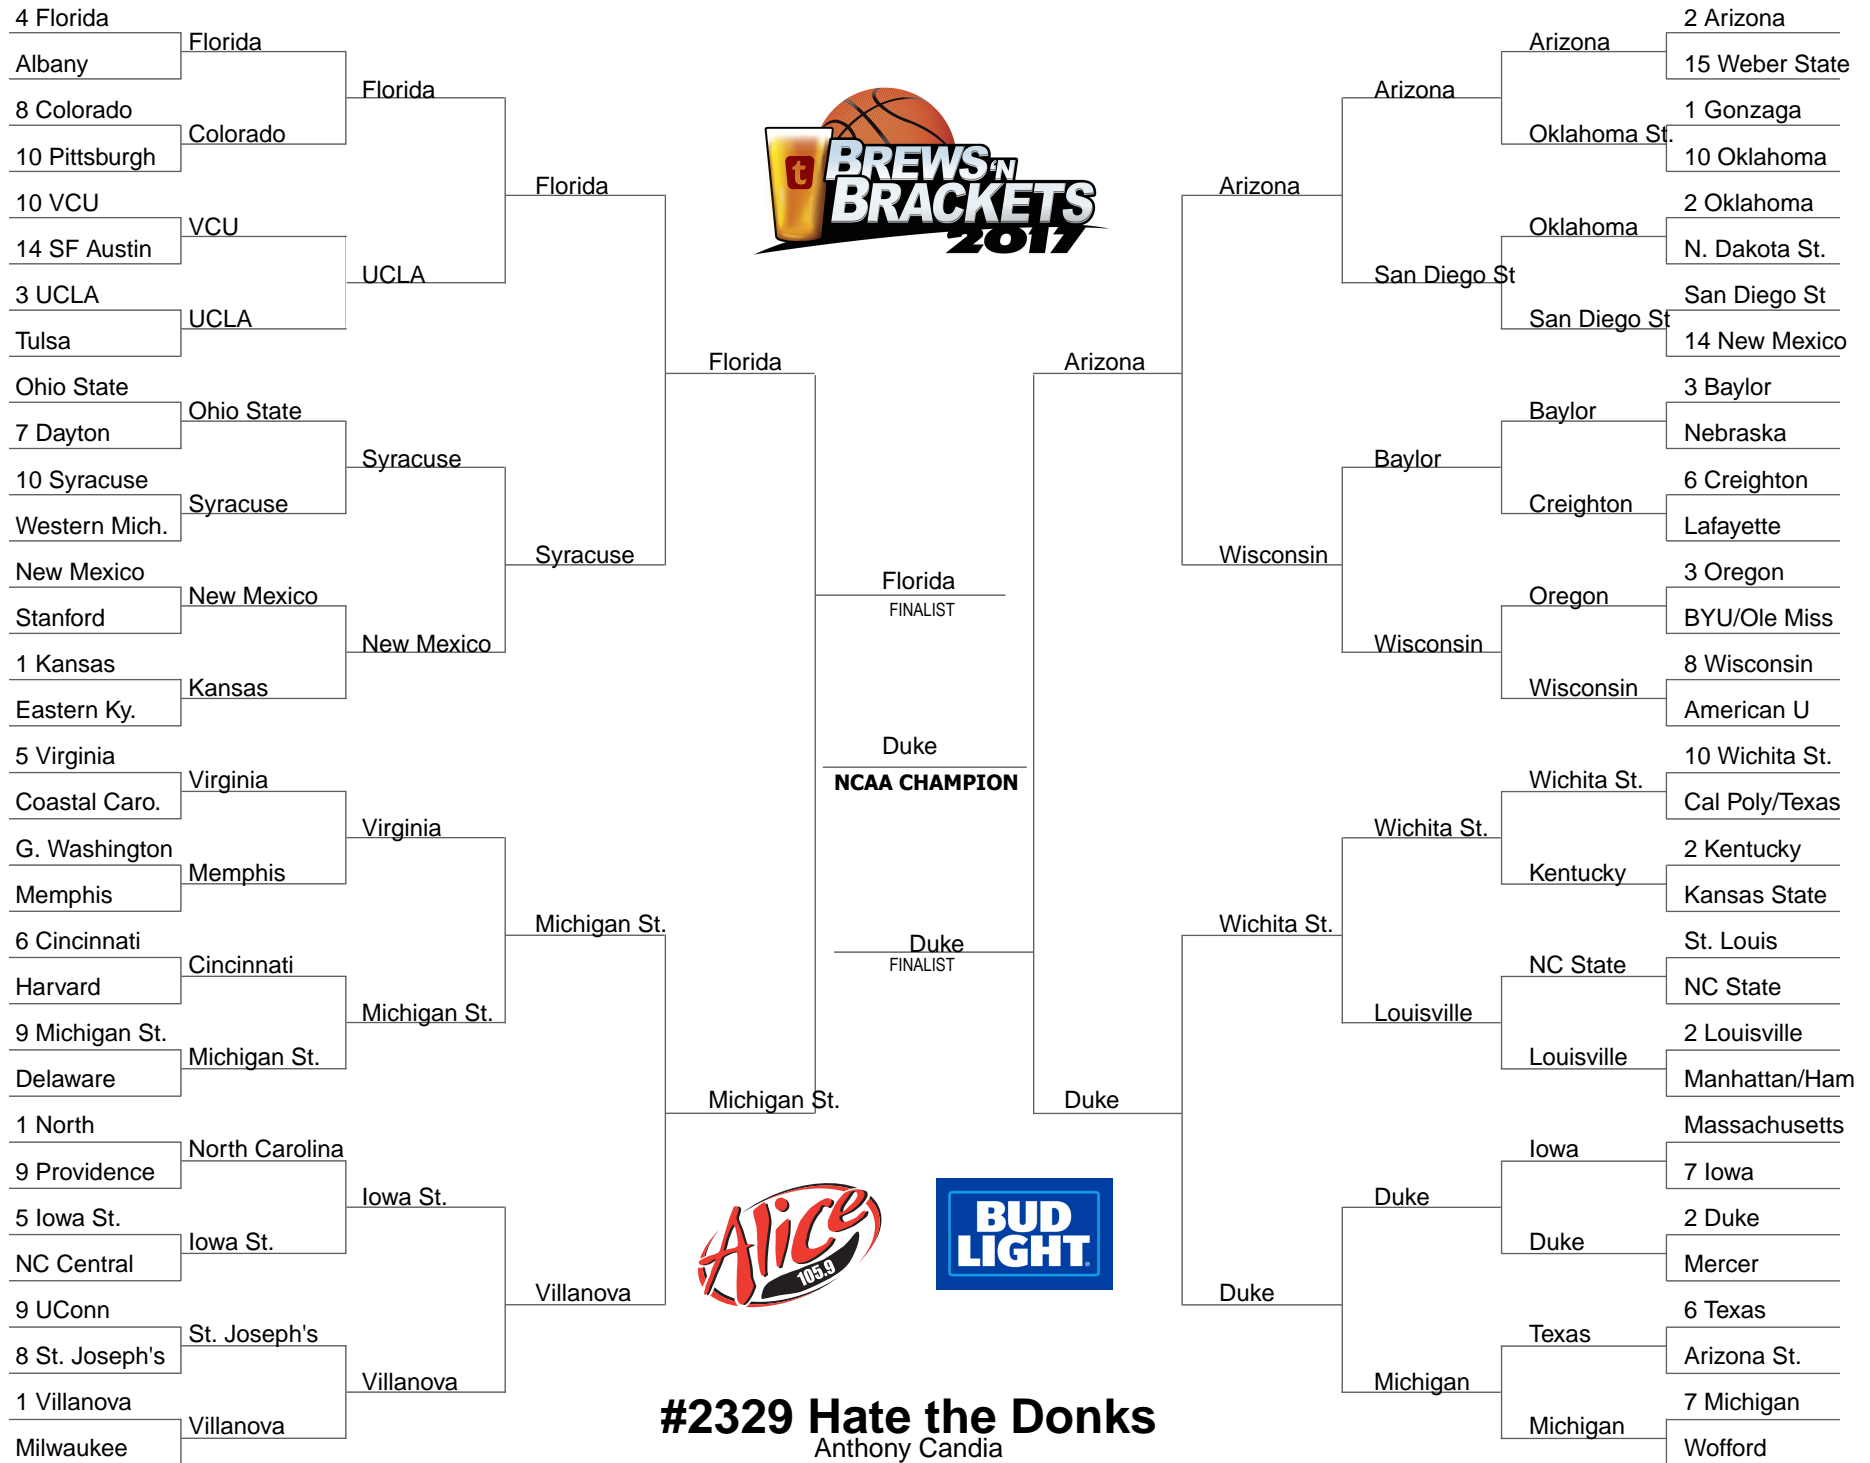 4 Florida
Albany
8 Colorado
10 Pittsburgh
10 VCU
14 SF Austin
3 UCLA
Tulsa
Ohio State
7 Dayton
10 Syracuse
Western Mich.
New Mexico
Stanford
1 Kansas
Eastern Ky.
5 Virginia
Coastal Caro.
G. Washington
Memphis
6 Cincinnati
Harvard
9 Michigan St.
Delaware
1 North
9 Providence
5 Iowa St.
NC Central
9 UConn
8 St. Joseph's
1 Villanova
Milwaukee
Florida
Colorado
VCU
UCLA
Ohio State
Syracuse
New Mexico
Kansas
Virginia
Memphis
Cincinnati
Michigan St.
North Carolina
Iowa St.
St. Joseph's
Villanova
Florida
UCLA
Syracuse
New Mexico
Virginia
Michigan St.
Iowa St.
Villanova
Florida
Syracuse
Michigan St.
Villanova
Florida
Michigan St.
t
BREWS 'N
BRACKETS
2017
Florida
FINALIST
Duke
NCAA CHAMPION
Duke
FINALIST
Alice
105.9
BUD
LIGHT
#2329 Hate the Donks
Anthony Candia
Arizona
Duke
Arizona
Wisconsin
Wichita St.
Duke
Arizona
San Diego St
Baylor
Wisconsin
Wichita St.
Louisville
Duke
Michigan
Arizona
Oklahoma St.
Oklahoma
San Diego St
Baylor
Creighton
Oregon
Wisconsin
Wichita St.
Kentucky
NC State
Louisville
Iowa
Duke
Texas
Michigan
2 Arizona
15 Weber State
1 Gonzaga
10 Oklahoma
2 Oklahoma
N. Dakota St.
San Diego St
14 New Mexico
3 Baylor
Nebraska
6 Creighton
Lafayette
3 Oregon
BYU/Ole Miss
8 Wisconsin
American U
10 Wichita St.
Cal Poly/Texas
2 Kentucky
Kansas State
St. Louis
NC State
2 Louisville
Manhattan/Ham
Massachusetts
7 Iowa
2 Duke
Mercer
6 Texas
Arizona St.
7 Michigan
Wofford